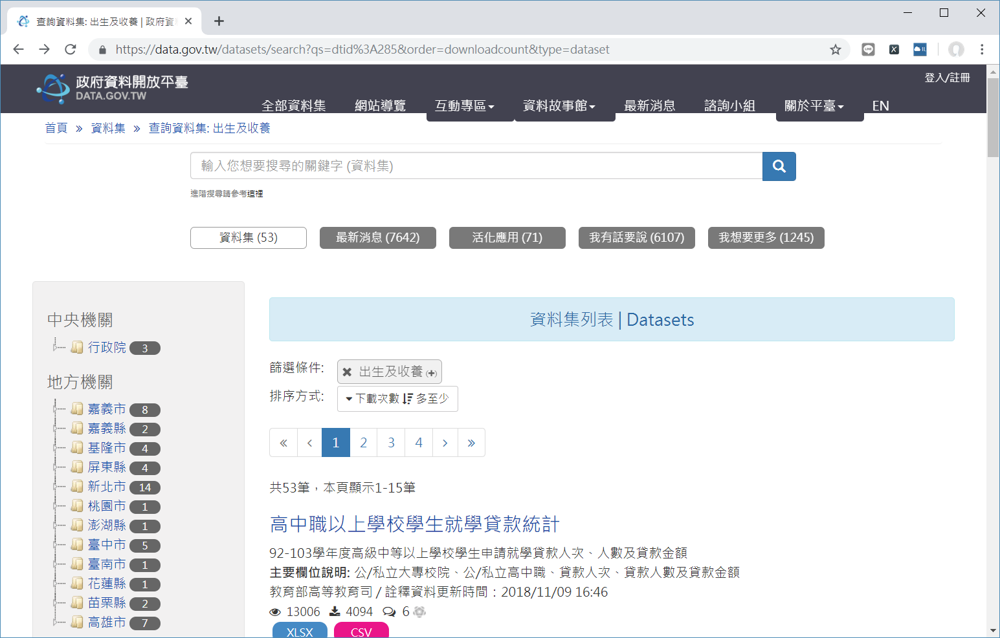 查詢資料集: 出生及收養 | 政府資
https://data.gov.tw/datasets/search?qs=dtid%3A285&order=downloadcount&type=dataset
登入/註冊
政府資料開放平臺
DATA.GOV.TW
全部資料集 網站導覽 互動專區 資料故事館 最新消息 諮詢小組 關於平臺 EN
首頁 » 資料集 » 查詢資料集: 出生及收養
輸入您想要搜尋的關鍵字 (資料集)
進階搜尋請參考這裡
資料集 (53) 最新消息 (7642) 活化應用 (71) 我有話要說 (6107) 我想要更多 (1245)
中央機關
行政院 3
地方機關
嘉義市 8
嘉義縣 2
基隆市 4
屏東縣 4
新北市 14
桃園市 1
澎湖縣 1
臺中市 5
臺南市 1
花蓮縣 1
苗栗縣 2
高雄市 7
資料集列表 | Datasets
篩選條件: ✖ 出生及收養 (+)
排序方式: 下載次數 多至少
« ‹ 1 2 3 4 › »
共53筆，本頁顯示1-15筆
高中職以上學校學生就學貸款統計
92-103學年度高級中等以上學校學生申請就學貸款人次、人數及貸款金額
主要欄位說明: 公/私立大專校院、公/私立高中職、貸款人次、貸款人數及貸款金額
教育部高等教育司 / 詮釋資料更新時間：2018/11/09 16:46
13006 4094 6
XLSX CSV